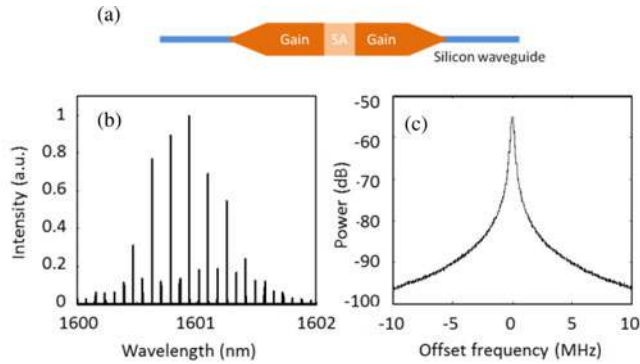 (a)
Gain SA Gain
Silicon waveguide
(b)
Intensity (a.u.)
1
0.8
0.6
0.4
0.2
0
1600 1601 1602
Wavelength (nm)
(c)
Power (dB)
-50
-60
-70
-80
-90
-100
-10 -5 0 5 10
Offset frequency (MHz)